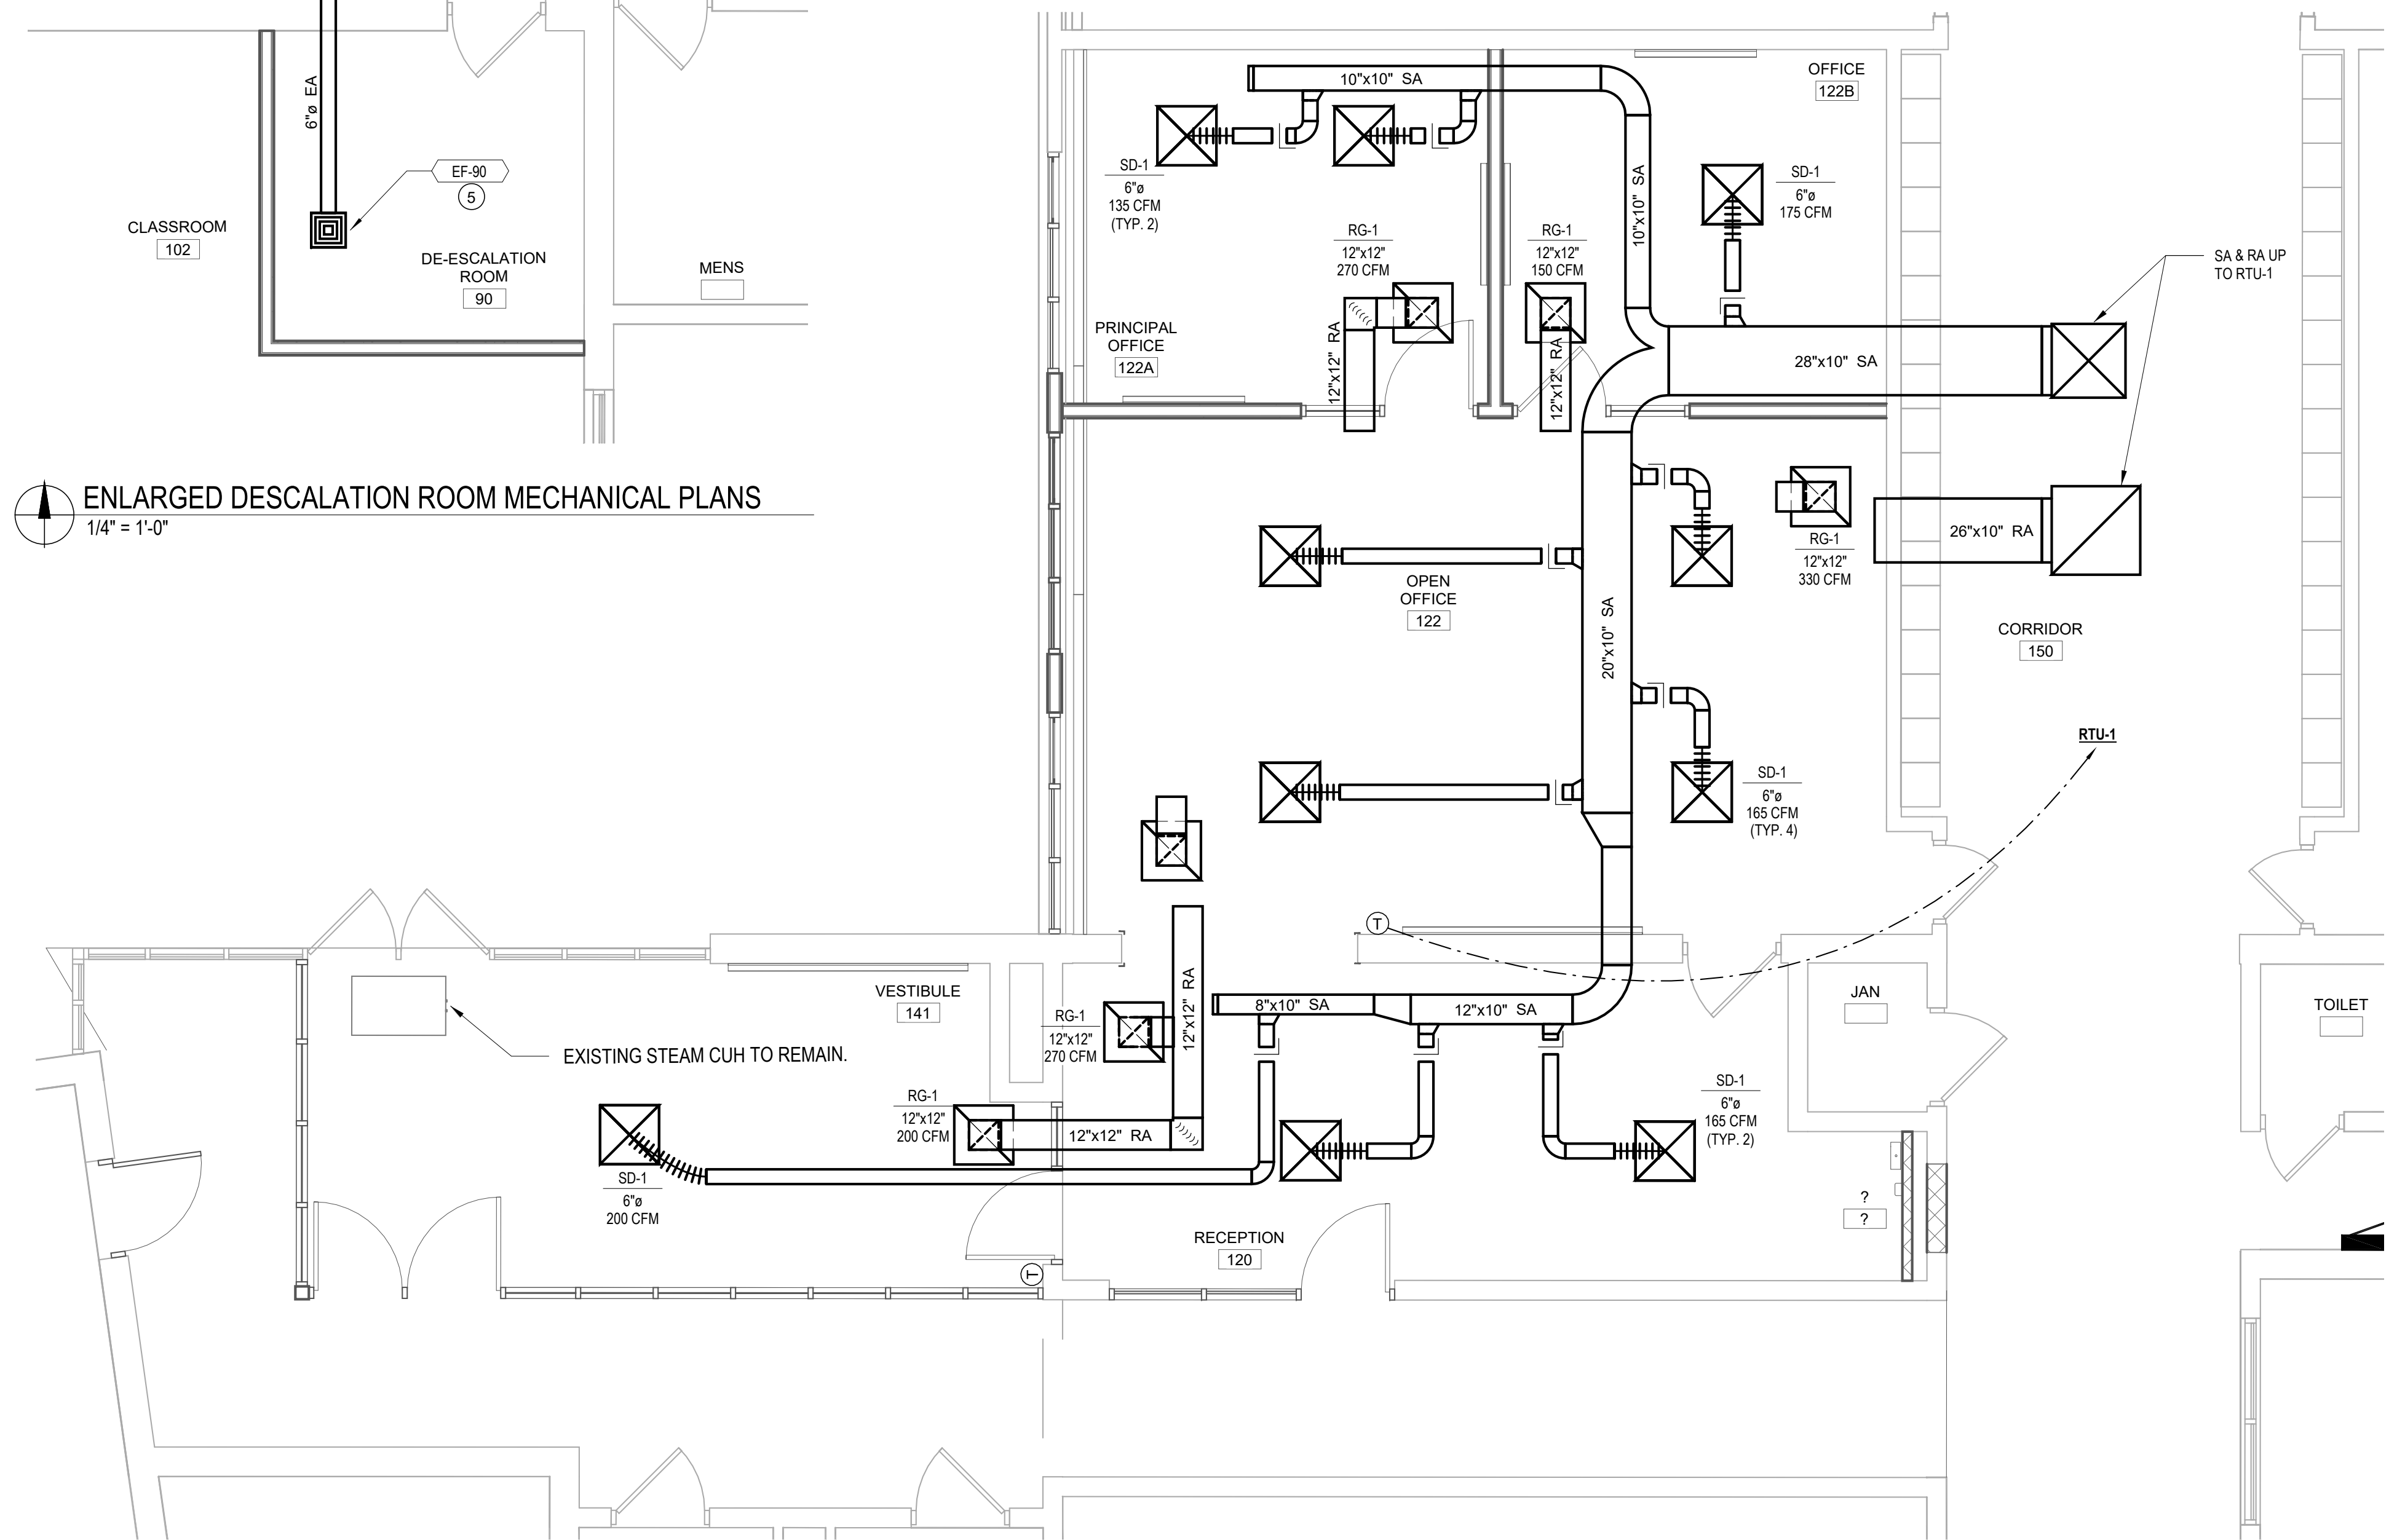 6"ø EA
EF-90
5
CLASSROOM
102
DE-ESCALATION
ROOM
90
MENS
ENLARGED DESCALATION ROOM MECHANICAL PLANS
1/4" = 1'-0"
10"x10" SA
OFFICE
122B
SD-1
6"ø
135 CFM
(TYP. 2)
10"x10" SA
SD-1
6"ø
175 CFM
RG-1
12"x12"
270 CFM
RG-1
12"x12"
150 CFM
SA & RA UP
TO RTU-1
PRINCIPAL
OFFICE
122A
12"x12" RA
12"x12" RA
28"x10" SA
26"x10" RA
RG-1
12"x12"
330 CFM
OPEN
OFFICE
122
20"x10" SA
CORRIDOR
150
RTU-1
SD-1
6"ø
165 CFM
(TYP. 4)
T
VESTIBULE
141
EXISTING STEAM CUH TO REMAIN.
RG-1
12"x12"
270 CFM
12"x12" RA
8"x10" SA
12"x10" SA
JAN
TOILET
RG-1
12"x12"
200 CFM
12"x12" RA
SD-1
6"ø
165 CFM
(TYP. 2)
SD-1
6"ø
200 CFM
T
RECEPTION
120
?
?